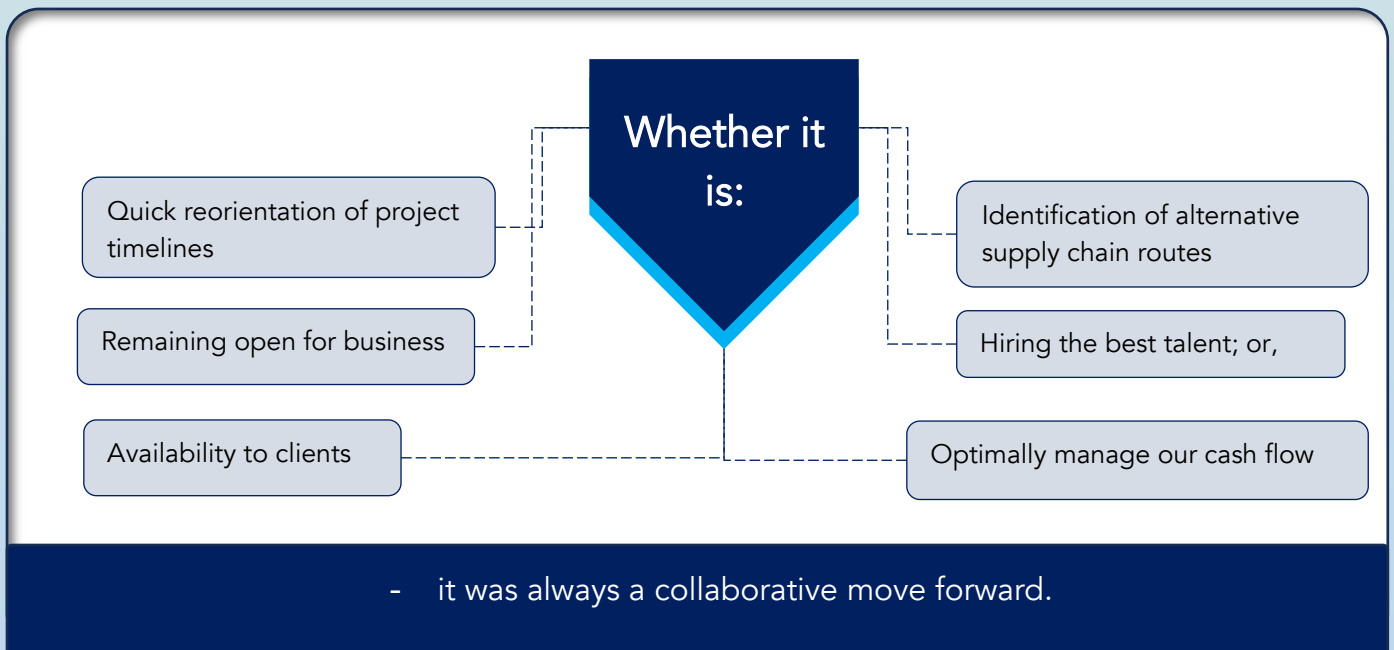 Whether it
is:
Quick reorientation of project
timelines
Remaining open for business
Availability to clients
Identification of alternative
supply chain routes
Hiring the best talent; or,
Optimally manage our cash flow
- it was always a collaborative move forward.